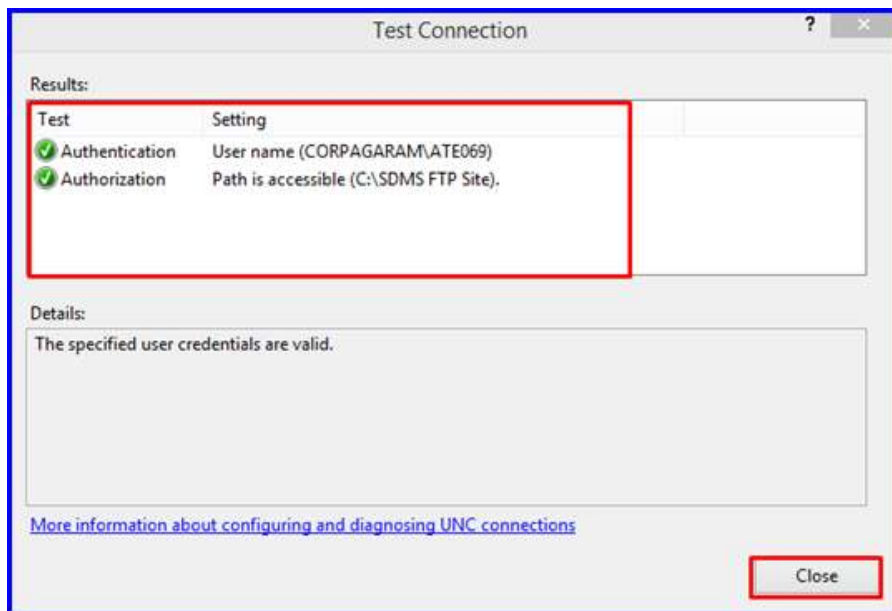 Test Connection
?
Results:
Test Setting
Authentication User name (CORPAGARAM\ATE069)
Authorization Path is accessible (C:\SDMS FTP Site).
Details:
The specified user credentials are valid.
More information about configuring and diagnosing UNC connections
Close